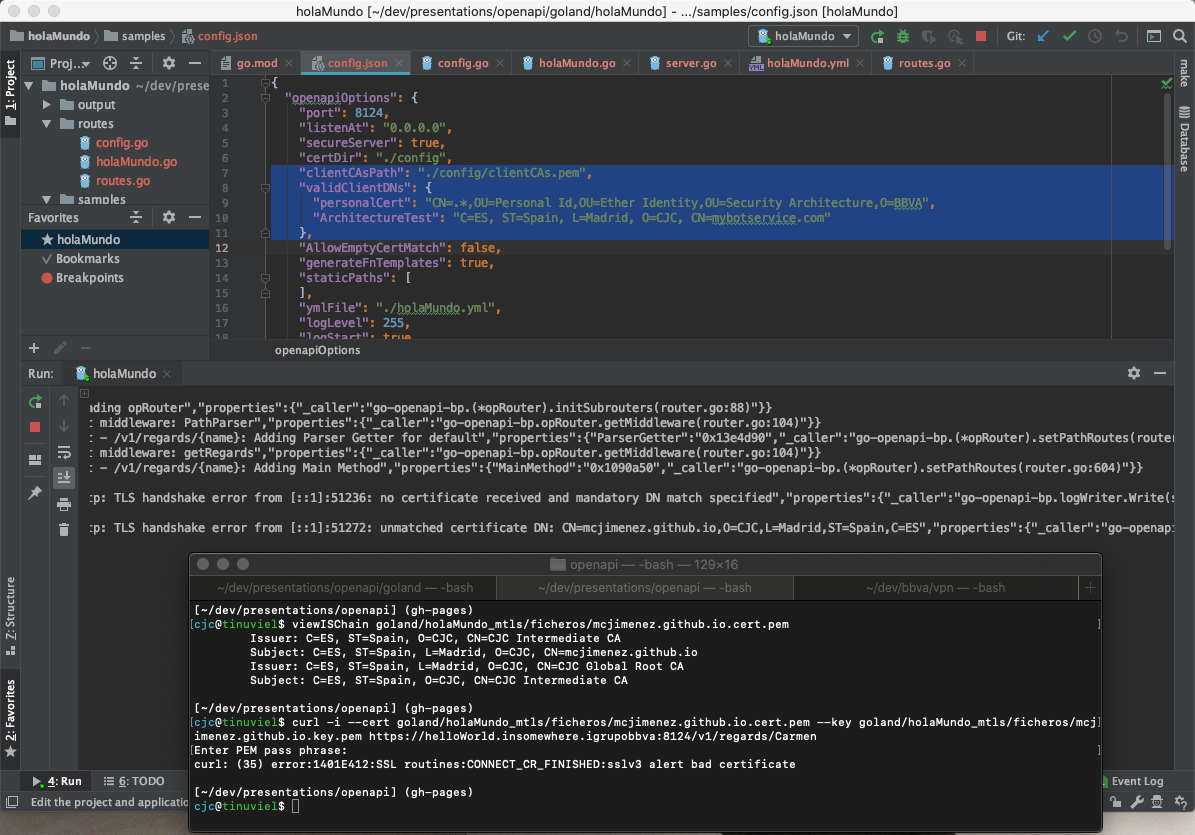 holaMundo [~/dev/presentations/openapi/goland/holaMundo] - .../samples/config.json [holaMundo]
holaMundo samples config.json holaMundo Git:
Proj... go.mod config.json config.go holaMundo.go server.go holaMundo.yml routes.go
1: Project
holaMundo ~/dev/prese
output
routes
config.go
holaMundo.go
routes.go
samples
Favorites
holaMundo
Bookmarks
Breakpoints
1 {
2 "openapiOptions": {
3 "port": 8124,
4 "listenAt": "0.0.0.0",
5 "secureServer": true,
6 "certDir": "./config",
7 "clientCAsPath": "./config/clientCAs.pem",
8 "validClientDNs": {
9 "personalCert": "CN=.*,OU=Personal Id,OU=Ether Identity,OU=Security Architecture,O=BBVA",
10 "ArchitectureTest": "C=ES, ST=Spain, L=Madrid, O=CJC, CN=mybotservice.com"
11 },
12 "AllowEmptyCertMatch": false,
13 "generateFnTemplates": true,
14 "staticPaths": [
15 ],
16 "ymlFile": "./holaMundo.yml",
17 "logLevel": 255,
18 "logStart": true
openapiOptions
make
Database
Run: holaMundo
ading opRouter","properties":{"_caller":"go-openapi-bp.(*opRouter).initSubrouters(router.go:88)"}}
: middleware: PathParser","properties":{"_caller":"go-openapi-bp.opRouter.getMiddleware(router.go:104)"}}
: - /v1/regards/{name}: Adding Parser Getter for default","properties":{"ParserGetter":"0x13e4d90","_caller":"go-openapi-bp.(*opRouter).setPathRoutes(route
: middleware: getRegards","properties":{"_caller":"go-openapi-bp.opRouter.getMiddleware(router.go:104)"}}
: - /v1/regards/{name}: Adding Main Method","properties":{"MainMethod":"0x1090a50","_caller":"go-openapi-bp.(*opRouter).setPathRoutes(router.go:604)"}}
:p: TLS handshake error from [::1]:51236: no certificate received and mandatory DN match specified","properties":{"_caller":"go-openapi-bp.logWriter.Write(s
:p: TLS handshake error from [::1]:51272: unmatched certificate DN: CN=mcjimenez.github.io,O=CJC,L=Madrid,ST=Spain,C=ES","properties":{"_caller":"go-openapi
Z: Structure
2: Favorites
openapi — -bash — 129×16
~/dev/presentations/openapi/goland — -bash ~/dev/presentations/openapi — -bash ~/dev/bbva/vpn — -bash +
[~/dev/presentations/openapi] (gh-pages)
[cjc@tinuviel$ viewISChain goland/holaMundo_mtls/ficheros/mcjimenez.github.io.cert.pem ]
Issuer: C=ES, ST=Spain, O=CJC, CN=CJC Intermediate CA
Subject: C=ES, ST=Spain, L=Madrid, O=CJC, CN=mcjimenez.github.io
Issuer: C=ES, ST=Spain, L=Madrid, O=CJC, CN=CJC Global Root CA
Subject: C=ES, ST=Spain, O=CJC, CN=CJC Intermediate CA
[~/dev/presentations/openapi] (gh-pages)
[cjc@tinuviel$ curl -i --cert goland/holaMundo_mtls/ficheros/mcjimenez.github.io.cert.pem --key goland/holaMundo_mtls/ficheros/mcj]
imenez.github.io.key.pem https://helloWorld.insomewhere.igrupobbva:8124/v1/regards/Carmen
[Enter PEM pass phrase: ]
curl: (35) error:1401E412:SSL routines:CONNECT_CR_FINISHED:sslv3 alert bad certificate
[~/dev/presentations/openapi] (gh-pages)
cjc@tinuviel$
4: Run 6: TODO Event Log
Edit the project and applicatio